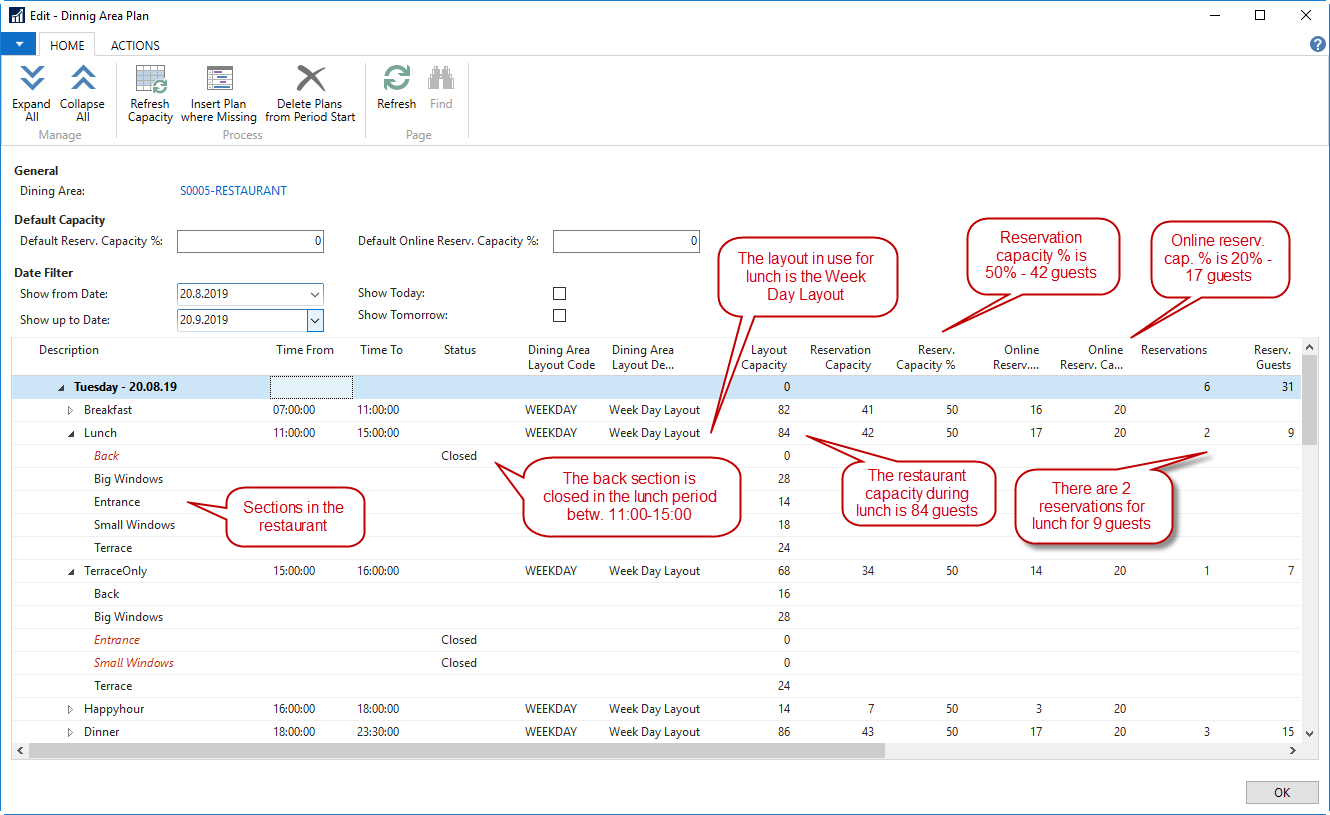 Edit - Dinnig Area Plan
HOME ACTIONS
?
Expand All
Collapse All
Manage
Refresh Capacity
Insert Plan where Missing
Delete Plans from Period Start
Process
Refresh
Find
Page
General
Dining Area: S0005-RESTAURANT
Default Capacity
Default Reserv. Capacity %: 0 Default Online Reserv. Capacity %: 0
Date Filter
Show from Date: 20.8.2019 Show Today:
Show up to Date: 20.9.2019 Show Tomorrow:
The layout in use for
lunch is the Week
Day Layout
Reservation
capacity % is
50% - 42 guests
Online reserv.
cap. % is 20% -
17 guests
Description Time From Time To Status Dining Area Layout Code Dining Area Layout De... Layout Capacity Reservation Capacity Reserv. Capacity % Online Reserv.... Online Reserv. Ca... Reservations Reserv. Guests
Tuesday - 20.08.19 0 6 31
Breakfast 07:00:00 11:00:00 WEEKDAY Week Day Layout 82 41 50 16 20
Lunch 11:00:00 15:00:00 WEEKDAY Week Day Layout 84 42 50 17 20 2 9
Back Closed 0
Big Windows 28
Entrance 14
Small Windows 18
Terrace 24
Sections in the
restaurant
The back section is
closed in the lunch period
betw. 11:00-15:00
The restaurant
capacity during
lunch is 84 guests
There are 2
reservations for
lunch for 9 guests
TerraceOnly 15:00:00 16:00:00 WEEKDAY Week Day Layout 68 34 50 14 20 1 7
Back 16
Big Windows 28
Entrance Closed 0
Small Windows Closed 0
Terrace 24
Happyhour 16:00:00 18:00:00 WEEKDAY Week Day Layout 14 7 50 3 20
Dinner 18:00:00 23:30:00 WEEKDAY Week Day Layout 86 43 50 17 20 3 15
OK